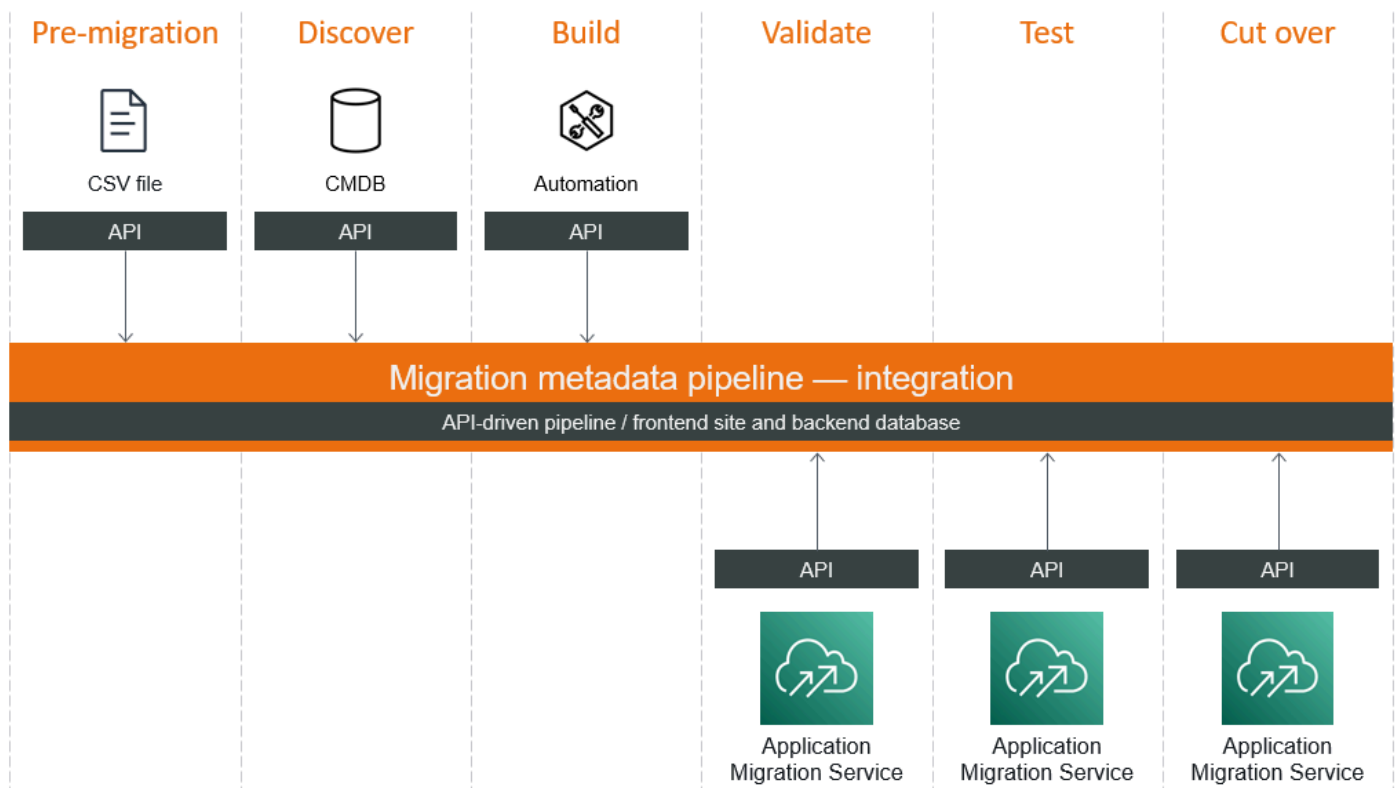 Pre-migration
Discover
Build
Validate
Test
Cut over
CSV file
CMDB
Automation
API
API
API
Migration metadata pipeline — integration
API-driven pipeline / frontend site and backend database
API
API
API
Application
Migration Service
Application
Migration Service
Application
Migration Service